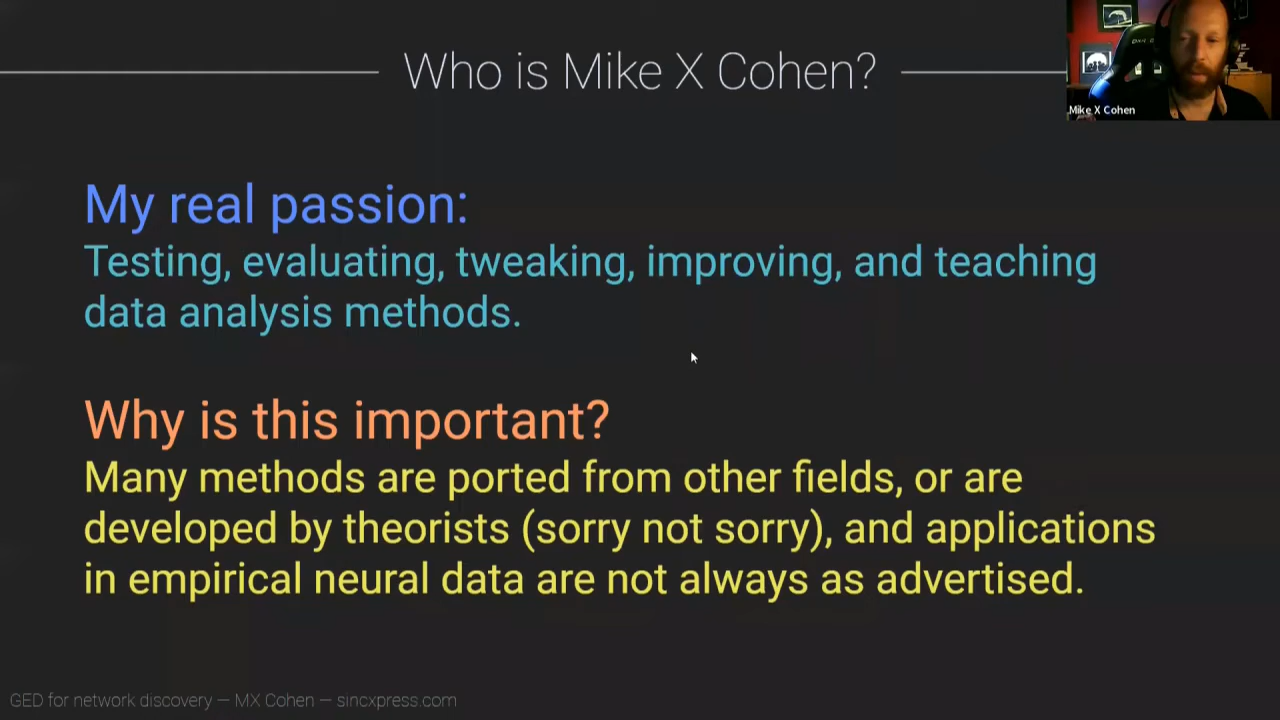 Who is Mike X Cohen?
Mike X Cohen
My real passion:
Testing, evaluating, tweaking, improving, and teaching
data analysis methods.
Why is this important?
Many methods are ported from other fields, or are
developed by theorists (sorry not sorry), and applications
in empirical neural data are not always as advertised.
GED for network discovery — MX Cohen — sincxpress.com